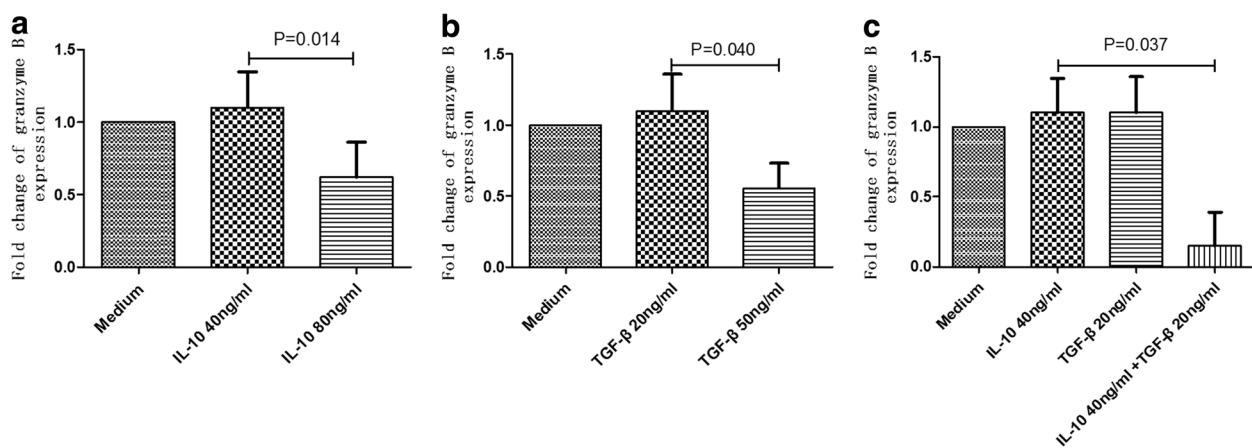 a
P=0.014
Fold change of granzyme B
expression
1.5
1.0
0.5
0.0
Medium
IL-10 40ng/ml
IL-10 80ng/ml
b
P=0.040
Fold change of granzyme B
expression
1.5
1.0
0.5
0.0
Medium
TGF-β 20ng/ml
TGF-β 50ng/ml
c
P=0.037
Fold change of granzyme B
expression
1.5
1.0
0.5
0.0
Medium
IL-10 40ng/ml
TGF-β 20ng/ml
IL-10 40ng/ml +TGF-β 20ng/ml